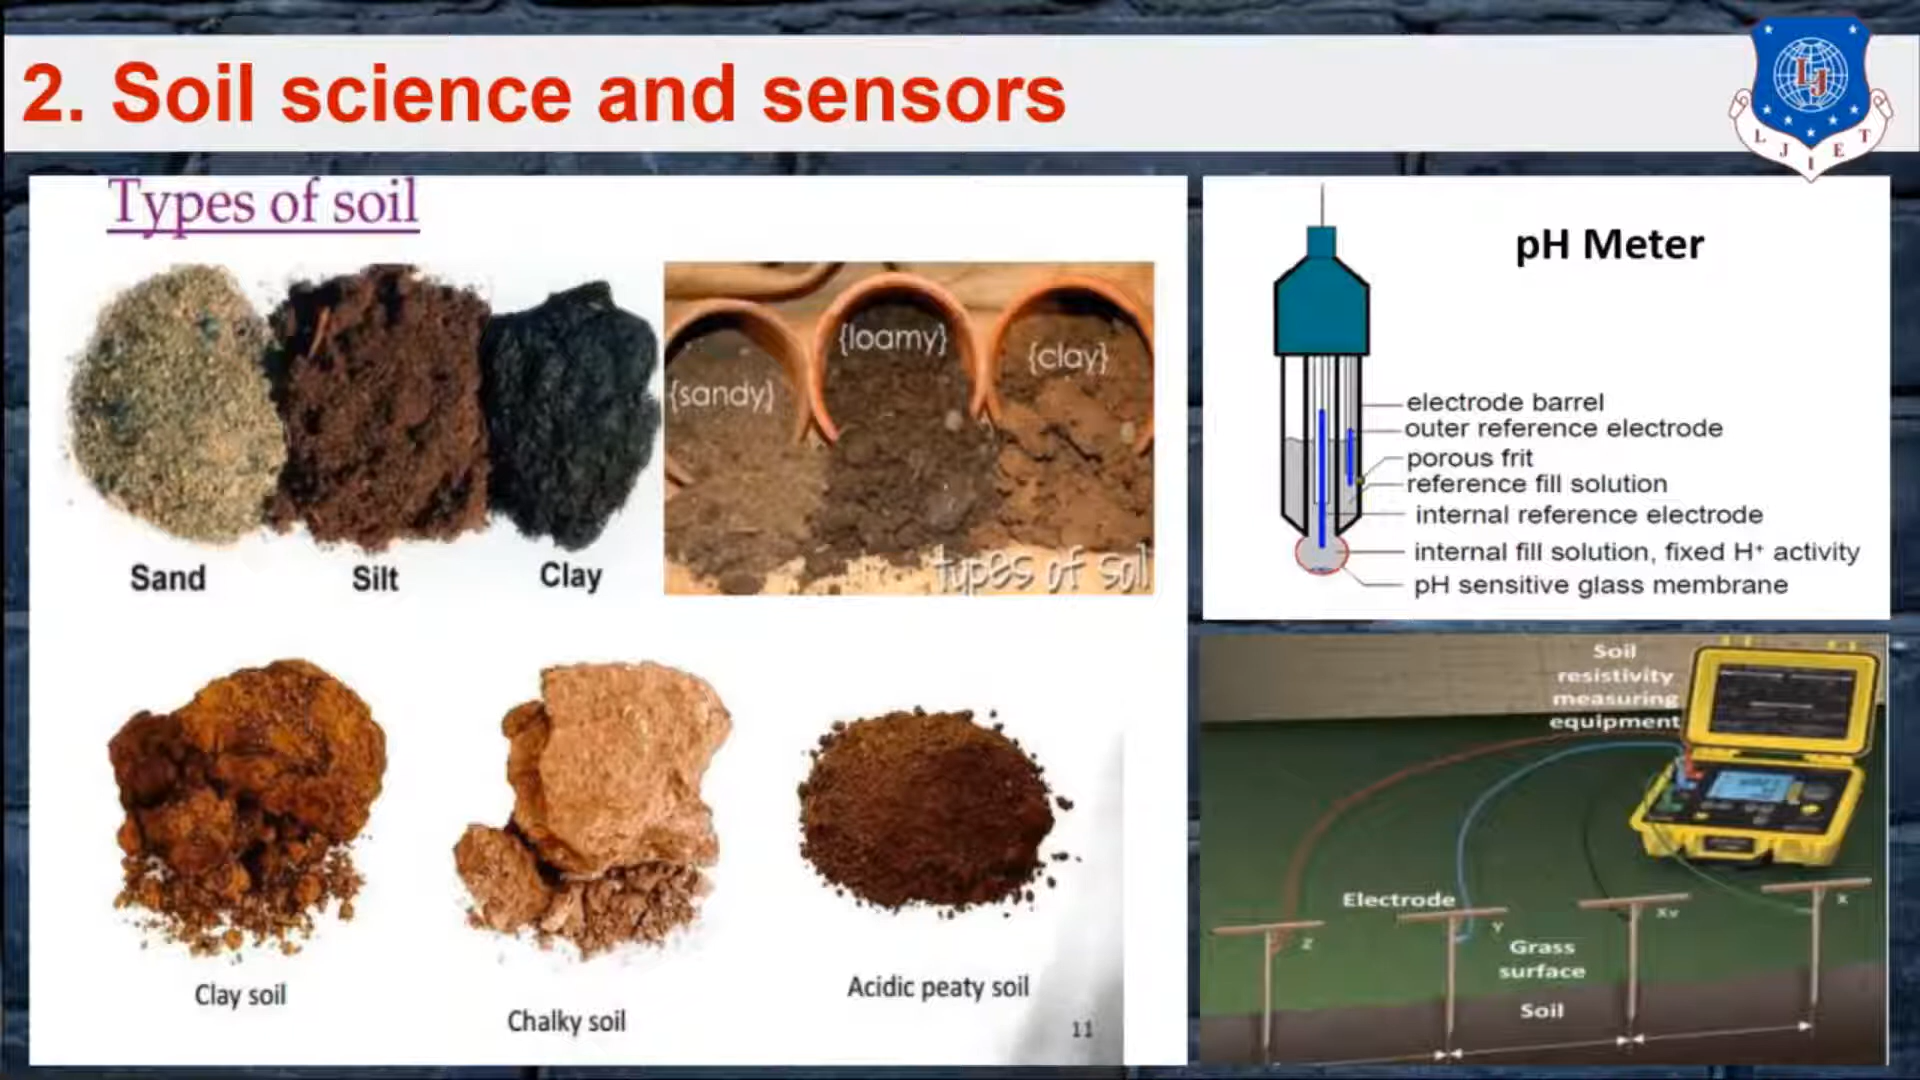 2. Soil science and sensors
L J I E T
LJ
Types of soil
Sand
Silt
Clay
{sandy}
{loamy}
{clay}
types of soil
Clay soil
Chalky soil
Acidic peaty soil
11
pH Meter
electrode barrel
outer reference electrode
porous frit
reference fill solution
internal reference electrode
internal fill solution, fixed H⁺ activity
pH sensitive glass membrane
Soil
resistivity
measuring
equipment
Electrode
Z
Y
Xv
X
Grass
surface
Soil